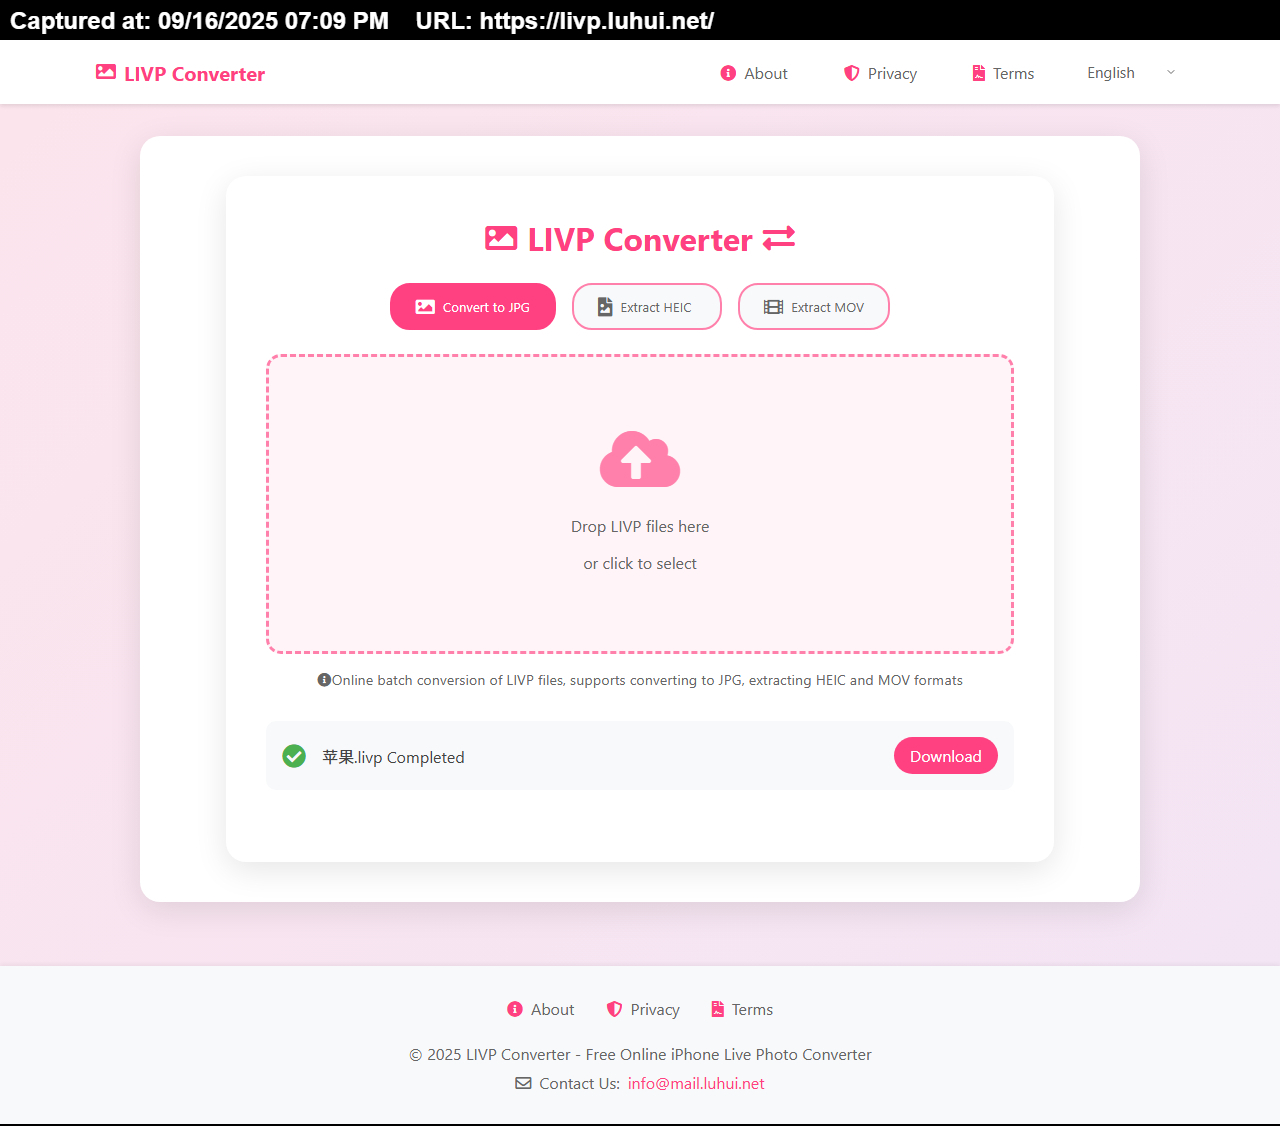 Captured at: 09/16/2025 07:09 PM URL: https://livp.luhui.net/
LIVP Converter
About
Privacy
Terms
English
LIVP Converter
Convert to JPG
Extract HEIC
Extract MOV
Drop LIVP files here
or click to select
Online batch conversion of LIVP files, supports converting to JPG, extracting HEIC and MOV formats
苹果.livp Completed
Download
About
Privacy
Terms
© 2025 LIVP Converter - Free Online iPhone Live Photo Converter
Contact Us: info@mail.luhui.net